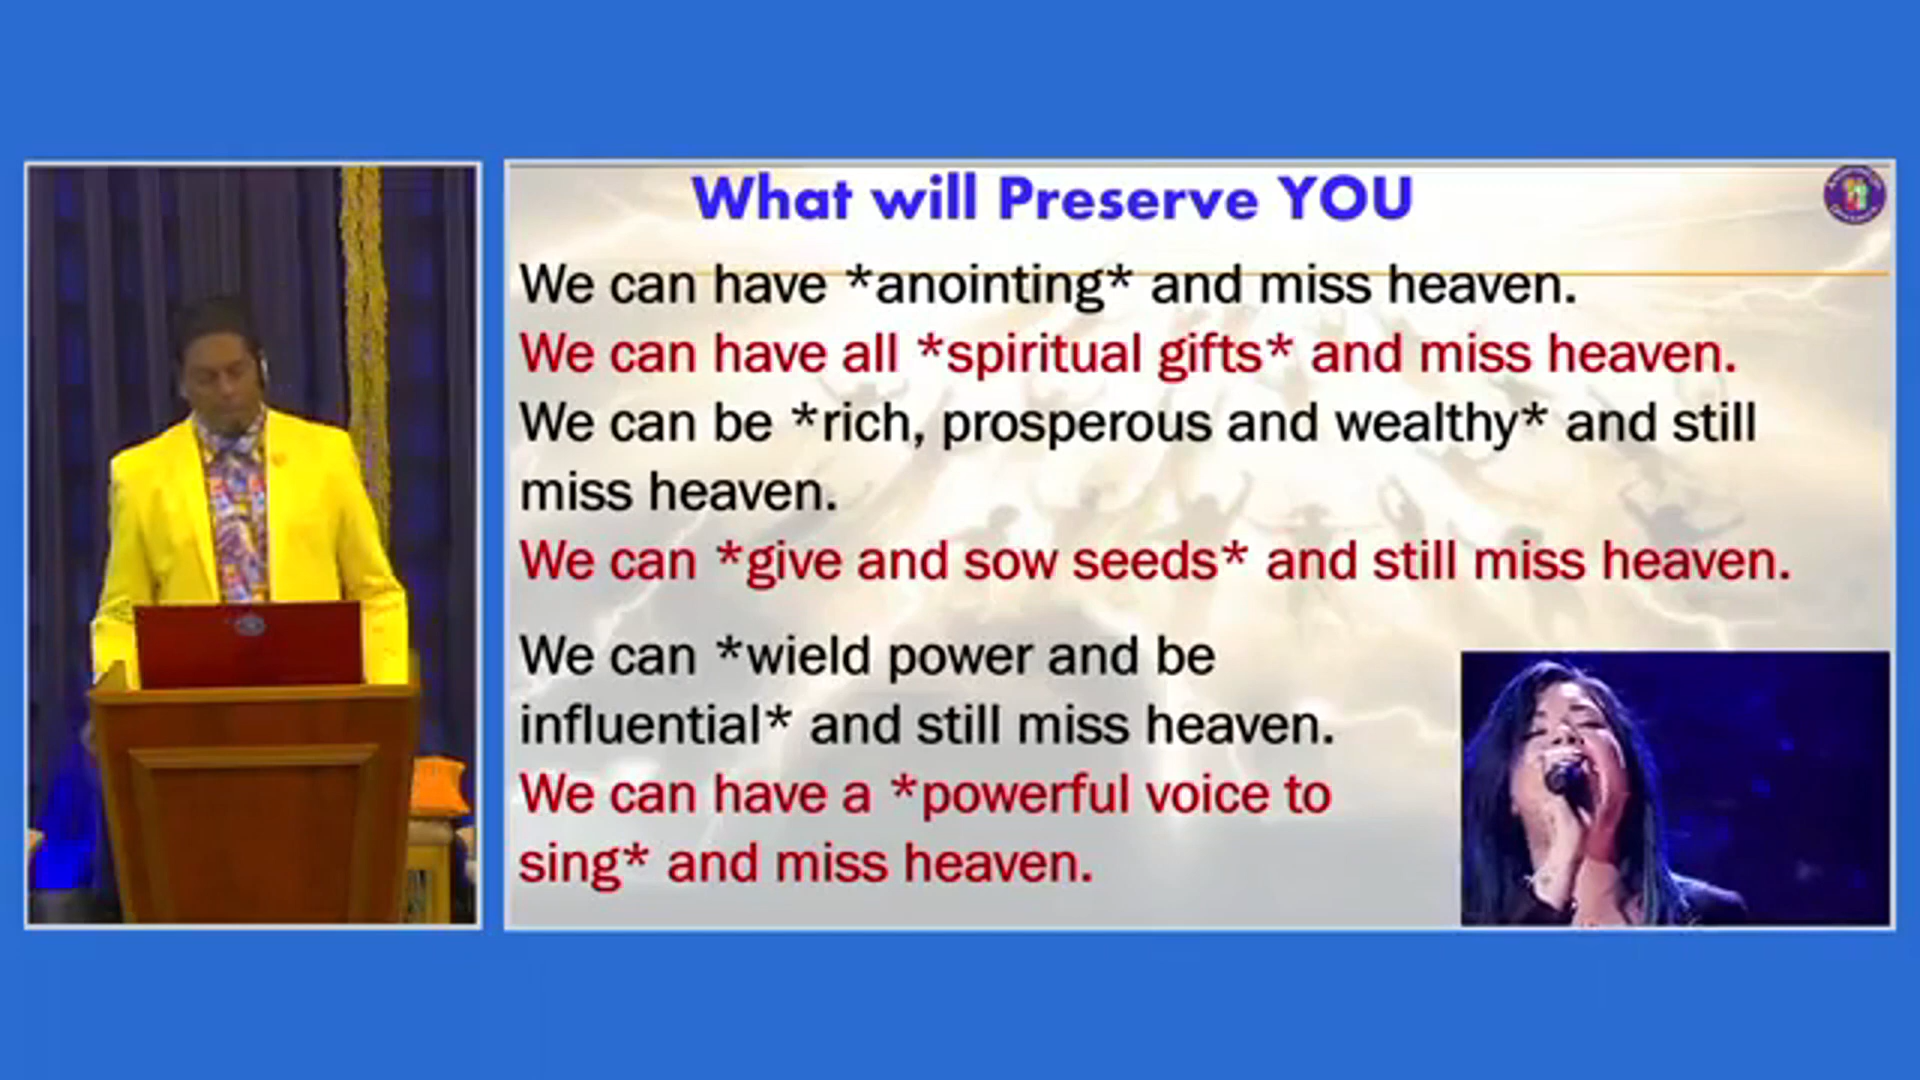 What will Preserve YOU
We can have *anointing* and miss heaven.
We can have all *spiritual gifts* and miss heaven.
We can be *rich, prosperous and wealthy* and still
miss heaven.
We can *give and sow seeds* and still miss heaven.
We can *wield power and be
influential* and still miss heaven.
We can have a *powerful voice to
sing* and miss heaven.